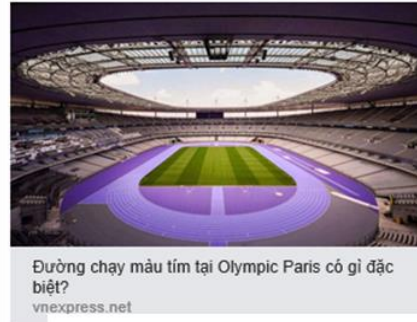 Đường chạy màu tím tại Olympic Paris có gì đặc
biệt?
vnexpress.net